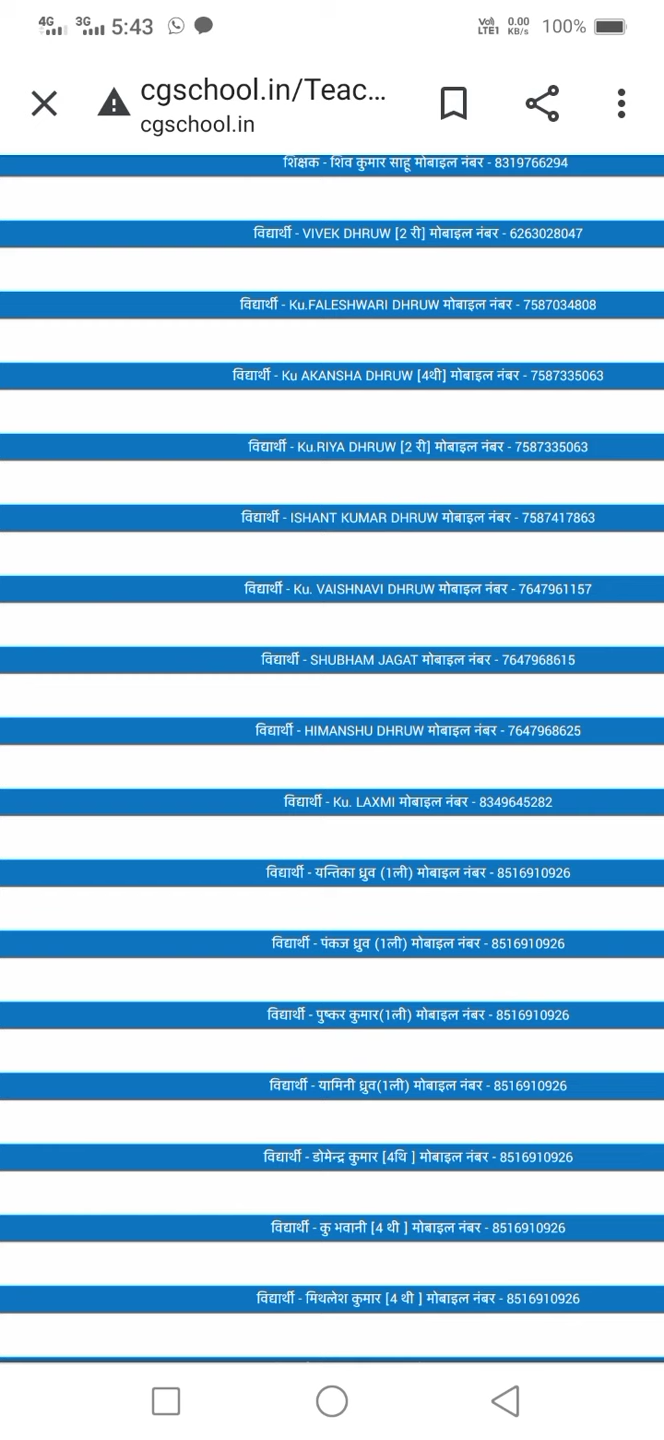 4G 3G 5:43 Vo) LTE1 0.00 KB/s 100%
cgschool.in/Teac...
cgschool.in
शिक्षक - शिव कुमार साहू मोबाइल नंबर - 8319766294
विद्यार्थी - VIVEK DHRUW [2 री] मोबाइल नंबर - 6263028047
विद्यार्थी - Ku.FALESHWARI DHRUW मोबाइल नंबर - 7587034808
विद्यार्थी - Ku AKANSHA DHRUW [4थी] मोबाइल नंबर - 7587335063
विद्यार्थी - Ku.RIYA DHRUW [2 री] मोबाइल नंबर - 7587335063
विद्यार्थी - ISHANT KUMAR DHRUW मोबाइल नंबर - 7587417863
विद्यार्थी - Ku. VAISHNAVI DHRUW मोबाइल नंबर - 7647961157
विद्यार्थी - SHUBHAM JAGAT मोबाइल नंबर - 7647968615
विद्यार्थी - HIMANSHU DHRUW मोबाइल नंबर - 7647968625
विद्यार्थी - Ku. LAXMI मोबाइल नंबर - 8349645282
विद्यार्थी - यन्तिका ध्रुव (1ली) मोबाइल नंबर - 8516910926
विद्यार्थी - पंकज ध्रुव (1ली) मोबाइल नंबर - 8516910926
विद्यार्थी - पुष्कर कुमार(1ली) मोबाइल नंबर - 8516910926
विद्यार्थी - यामिनी ध्रुव(1ली) मोबाइल नंबर - 8516910926
विद्यार्थी - डोमेन्द्र कुमार [4थि ] मोबाइल नंबर - 8516910926
विद्यार्थी - कु भवानी [4 थी ] मोबाइल नंबर - 8516910926
विद्यार्थी - मिथलेश कुमार [4 थी ] मोबाइल नंबर - 8516910926